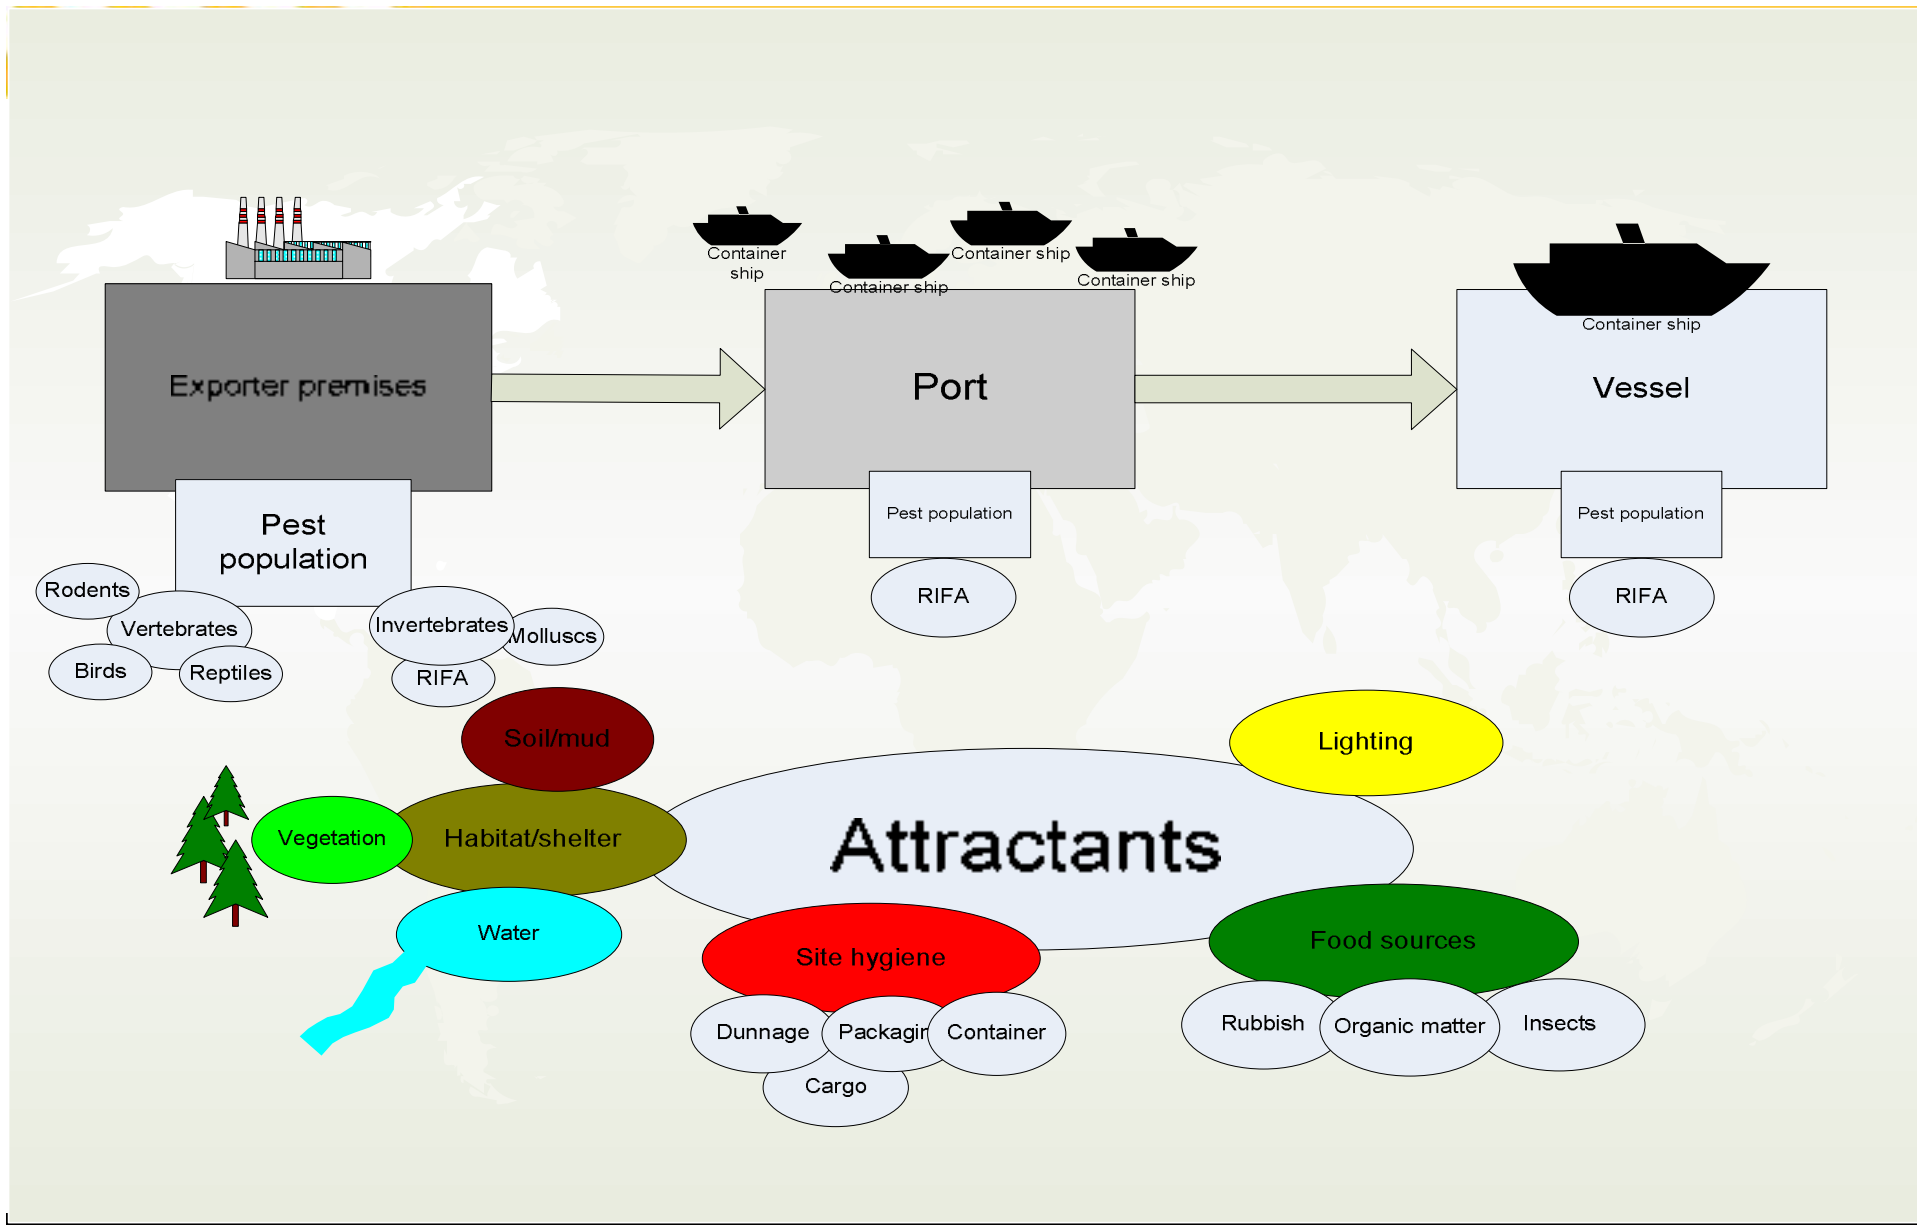 Container
ship
Container ship
Container ship
Container ship
Container ship
Exporter premises
Port
Vessel
Pest
population
Pest population
Pest population
Rodents
Vertebrates
Birds
Reptiles
Invertebrates
Molluscs
RIFA
RIFA
RIFA
Soil/mud
Lighting
Vegetation
Habitat/shelter
Attractants
Water
Site hygiene
Food sources
Dunnage
Packagin
Container
Cargo
Rubbish
Organic matter
Insects